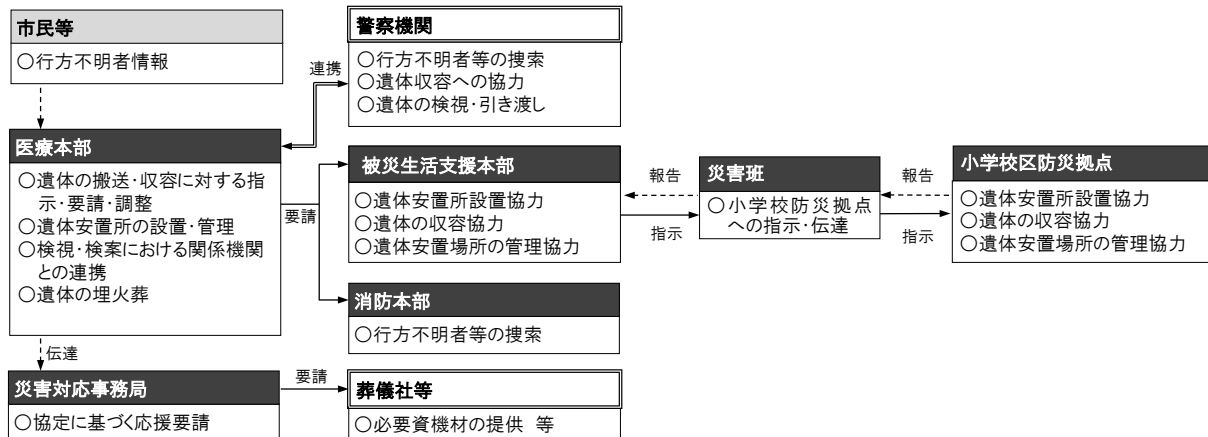 市民等
○行方不明者情報
警察機関
○行方不明者等の捜索
○遺体収容への協力
○遺体の検視・引き渡し
連携
医療本部
○遺体の搬送・収容に対する指
示・要請・調整
○遺体安置所の設置・管理
○検視・検案における関係機関
との連携
○遺体の埋火葬
要請
被災生活支援本部
○遺体安置所設置協力
○遺体の収容協力
○遺体安置場所の管理協力
報告
指示
災害班
○小学校防災拠点
への指示・伝達
報告
指示
小学校区防災拠点
○遺体安置所設置協力
○遺体の収容協力
○遺体安置場所の管理協力
消防本部
○行方不明者等の捜索
伝達
災害対応事務局
○協定に基づく応援要請
要請
葬儀社等
○必要資機材の提供 等